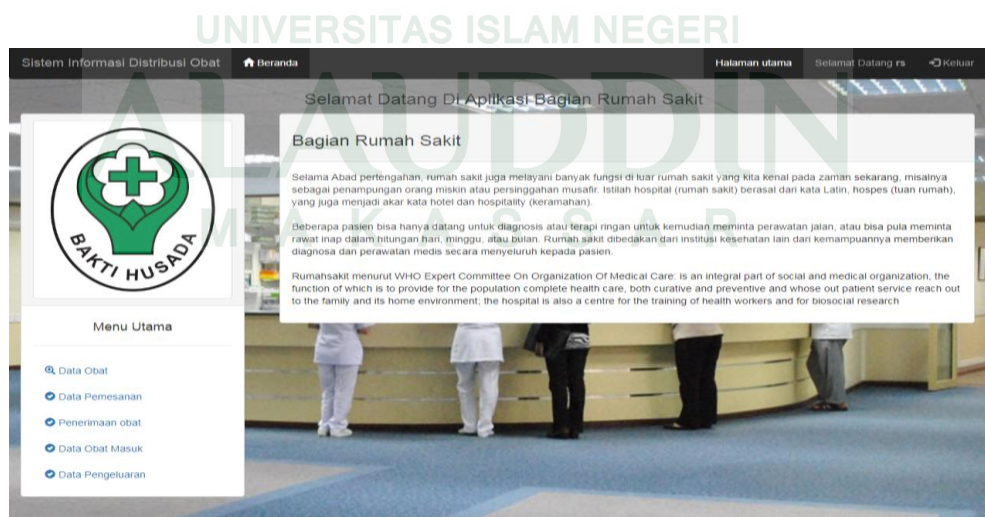 UNIVERSITAS ISLAM NEGERI
Sistem Informasi Distribusi Obat
Beranda
Halaman utama
Selamat Datang rs
Keluar
ALAUDDIN
Selamat Datang Di Aplikasi Bagian Rumah Sakit
BAKTI HUSADA
Bagian Rumah Sakit
Selama Abad pertengahan, rumah sakit juga melayani banyak fungsi di luar rumah sakit yang kita kenal pada zaman sekarang, misalnya
sebagai penampungan orang miskin atau persinggahan musafir. Istilah hospital (rumah sakit) berasal dari kata Latin, hospes (tuan rumah),
yang juga menjadi akar kata hotel dan hospitality (keramahan).
MAKASSAR
Beberapa pasien bisa hanya datang untuk diagnosis atau terapi ringan untuk kemudian meminta perawatan jalan, atau bisa pula meminta
rawat inap dalam hitungan hari, minggu, atau bulan. Rumah sakit dibedakan dari institusi kesehatan lain dari kemampuannya memberikan
diagnosa dan perawatan medis secara menyeluruh kepada pasien.
Rumahsakit menurut WHO Expert Committee On Organization Of Medical Care: is an integral part of social and medical organization, the
function of which is to provide for the population complete health care, both curative and preventive and whose out patient service reach out
to the family and its home environment; the hospital is also a centre for the training of health workers and for biosocial research
Menu Utama
Data Obat
Data Pemesanan
Penerimaan obat
Data Obat Masuk
Data Pengeluaran